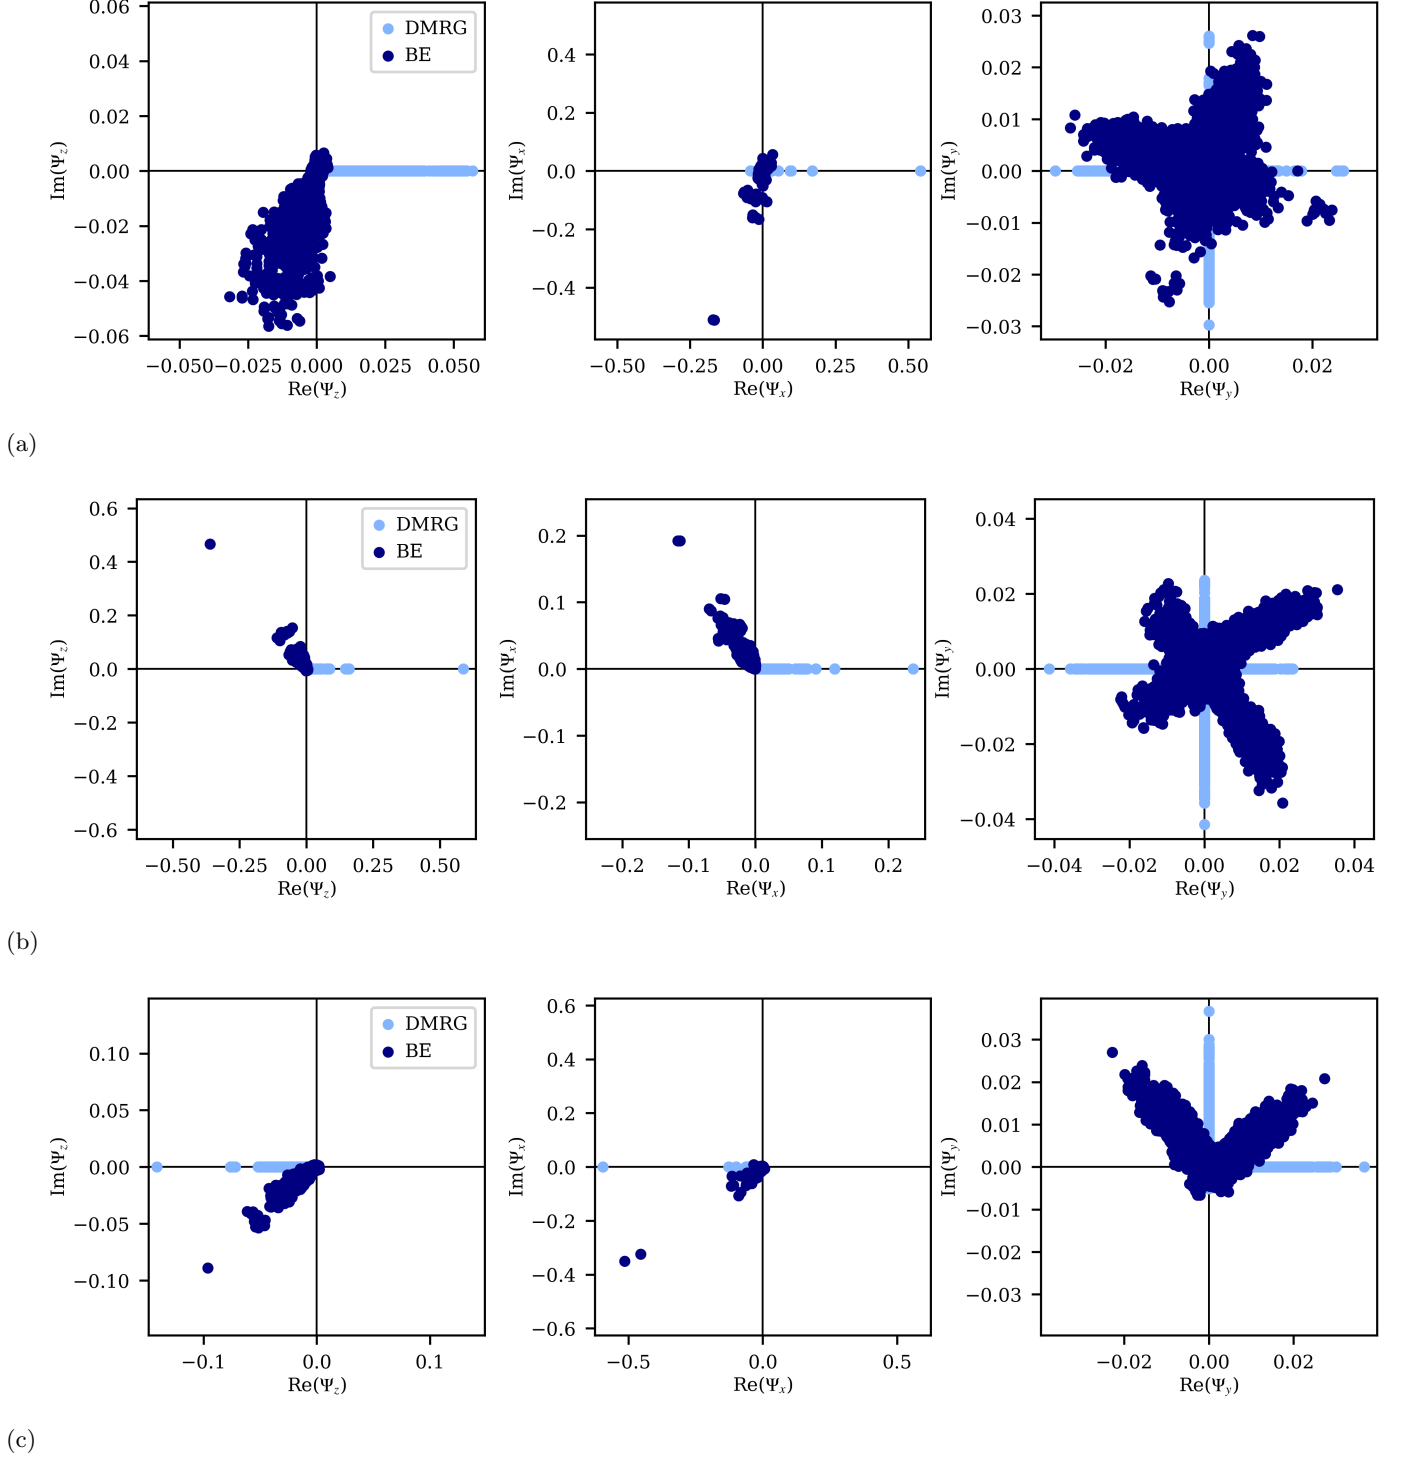 0.06
0.04
0.02
0.00
−0.02
−0.04
−0.06
Im(Ψz)
DMRG
BE
−0.050 −0.025 0.000 0.025 0.050
Re(Ψz)
0.4
0.2
0.0
−0.2
−0.4
Im(Ψx)
−0.50 −0.25 0.00 0.25 0.50
Re(Ψx)
0.03
0.02
0.01
0.00
−0.01
−0.02
−0.03
Im(Ψy)
−0.02 0.00 0.02
Re(Ψy)
(a)
0.6
0.4
0.2
0.0
−0.2
−0.4
−0.6
Im(Ψz)
DMRG
BE
−0.50 −0.25 0.00 0.25 0.50
Re(Ψz)
0.2
0.1
0.0
−0.1
−0.2
Im(Ψx)
−0.2 −0.1 0.0 0.1 0.2
Re(Ψx)
0.04
0.02
0.00
−0.02
−0.04
Im(Ψy)
−0.04 −0.02 0.00 0.02 0.04
Re(Ψy)
(b)
0.10
0.05
0.00
−0.05
−0.10
Im(Ψz)
DMRG
BE
−0.1 0.0 0.1
Re(Ψz)
0.6
0.4
0.2
0.0
−0.2
−0.4
−0.6
Im(Ψx)
−0.5 0.0 0.5
Re(Ψx)
0.03
0.02
0.01
0.00
−0.01
−0.02
−0.03
Im(Ψy)
−0.02 0.00 0.02
Re(Ψy)
(c)